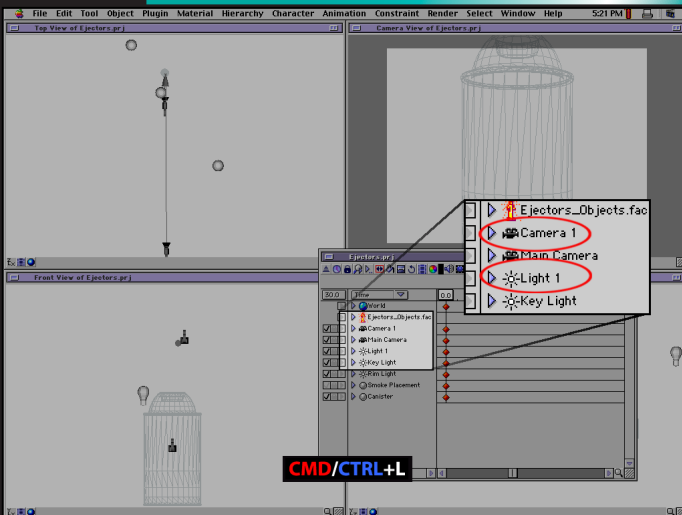 File Edit Tool Object Plugin Material Hierarchy Character Animation Constraint Render Select Window Help 5:21 PM
Top View of Ejectors.prj
Camera View of Ejectors.prj
Ejectors_Objects.fac
Camera 1
Main Camera
Light 1
Key Light
Front View of Ejectors.prj
Ejectors.prj
30.0 Time 0.0
World
Ejectors_Objects.fac
Camera 1
Main Camera
Light 1
Key Light
Rim Light
Smoke Placement
Canister
CMD/CTRL+L